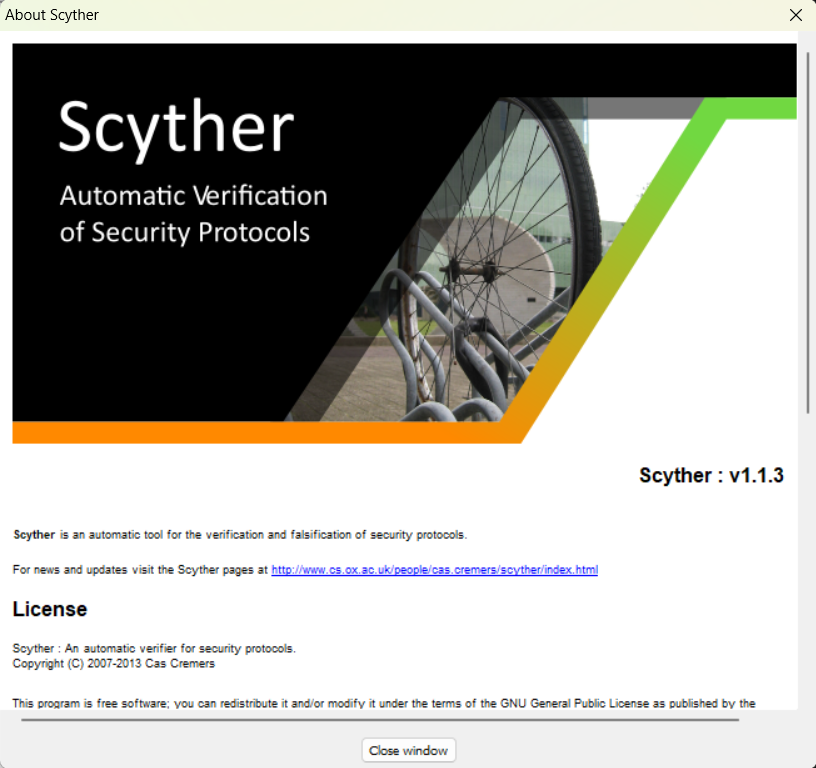 About Scyther
Scyther
Automatic Verification
of Security Protocols
Scyther : v1.1.3
Scyther is an automatic tool for the verification and falsification of security protocols.
For news and updates visit the Scyther pages at http://www.cs.ox.ac.uk/people/cas.cremers/scyther/index.html
License
Scyther : An automatic verifier for security protocols.
Copyright (C) 2007-2013 Cas Cremers
This program is free software; you can redistribute it and/or modify it under the terms of the GNU General Public License as published by the
Close window